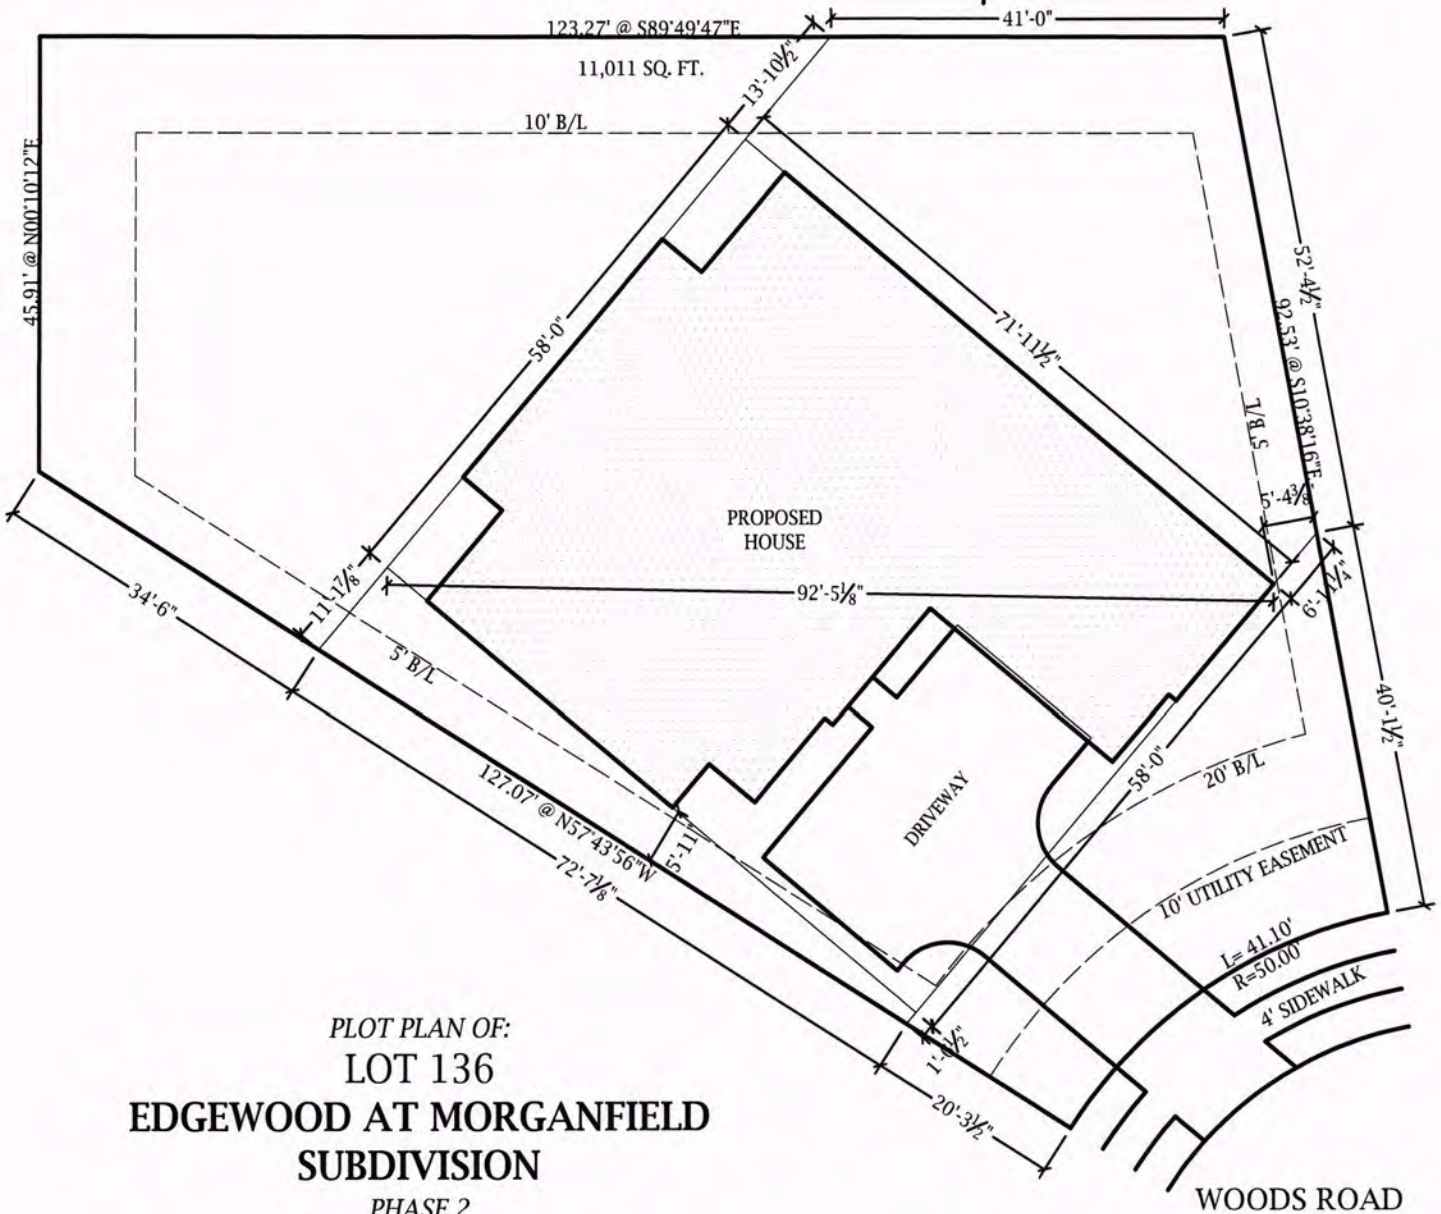 41'-0"
123.27' @ S89°49'47"E
11,011 SQ. FT.
13'-10½"
10' B/L
45.91' @ N00°10'12"E
52'-4½"
58'-0"
71'-11½"
92.53' @ S10°38'16"E
5' B/L
5'-4⅜"
PROPOSED
HOUSE
92'-5⅛"
6'-1¼"
11'-1⅞"
34'-6"
5' B/L
40'-1½"
58'-0"
20' B/L
DRIVEWAY
127.07' @ N57°43'56"W
72'-7⅛"
5'-11"
10' UTILITY EASEMENT
L= 41.10'
R=50.00'
4' SIDEWALK
1'-6½"
20'-3½"
PLOT PLAN OF:
LOT 136
EDGEWOOD AT MORGANFIELD
SUBDIVISION
PHASE 2
WOODS ROAD